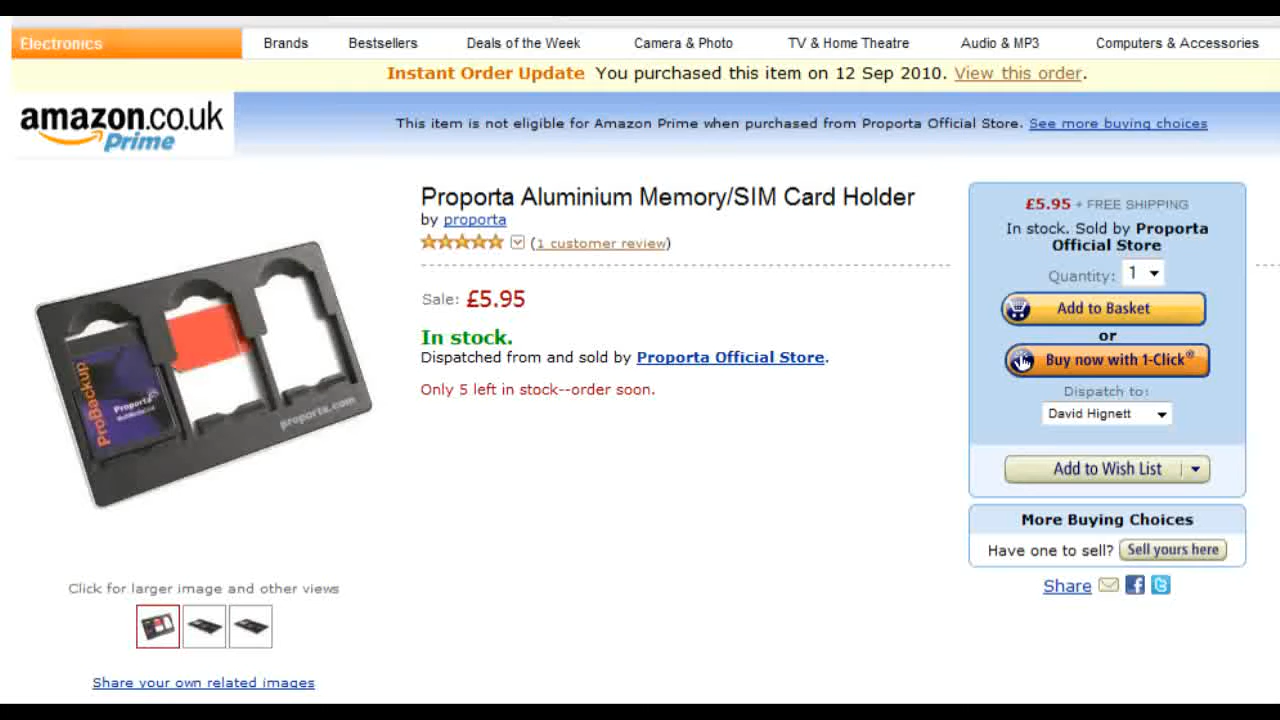 Electronics
Brands Bestsellers Deals of the Week Camera & Photo TV & Home Theatre Audio & MP3 Computers & Accessories
Instant Order Update You purchased this item on 12 Sep 2010. View this order.
amazon.co.uk
Prime
This item is not eligible for Amazon Prime when purchased from Proporta Official Store. See more buying choices
Proporta Aluminium Memory/SIM Card Holder
by proporta
(1 customer review)
Sale: £5.95
In stock.
Dispatched from and sold by Proporta Official Store.
Only 5 left in stock--order soon.
ProBackup
Proporta
proporta.com
Click for larger image and other views
Share your own related images
£5.95 + FREE SHIPPING
In stock. Sold by Proporta
Official Store
Quantity: 1
Add to Basket
or
Buy now with 1-Click®
Dispatch to:
David Hignett
Add to Wish List
More Buying Choices
Have one to sell? Sell yours here
Share